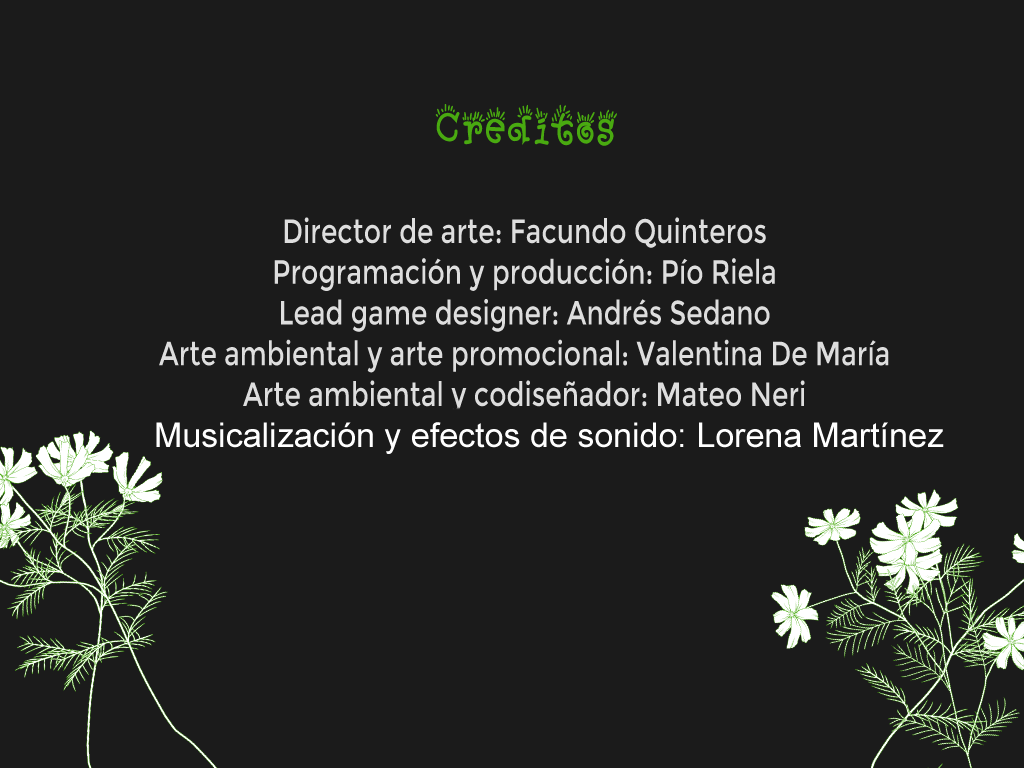 Creditos
Director de arte: Facundo Quinteros
Programación y producción: Pío Riela
Lead game designer: Andrés Sedano
Arte ambiental y arte promocional: Valentina De María
Arte ambiental y codiseñador: Mateo Neri
Musicalización y efectos de sonido: Lorena Martínez